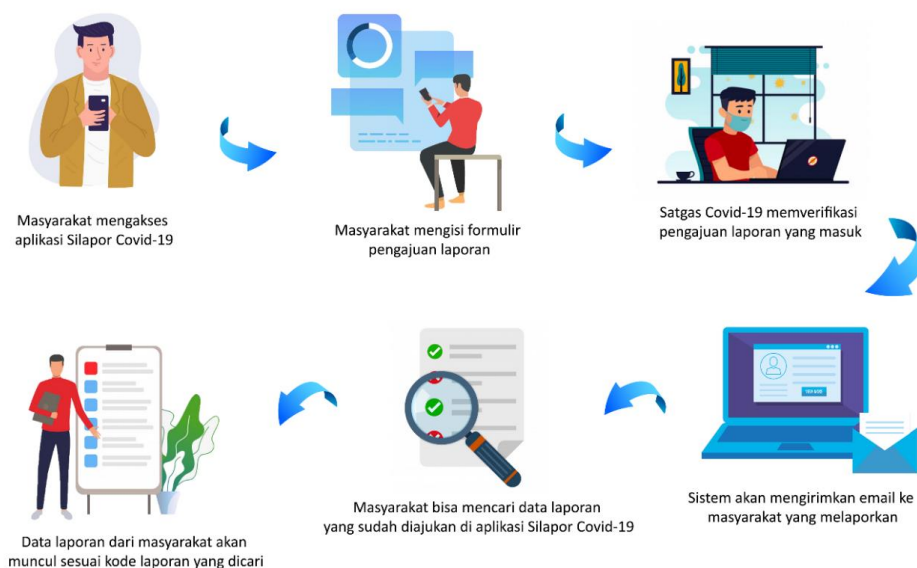 Masyarakat mengakses
aplikasi Silapor Covid-19
Masyarakat mengisi formulir
pengajuan laporan
Satgas Covid-19 memverifikasi
pengajuan laporan yang masuk
Sistem akan mengirimkan email ke
masyarakat yang melaporkan
Masyarakat bisa mencari data laporan
yang sudah diajukan di aplikasi Silapor Covid-19
Data laporan dari masyarakat akan
muncul sesuai kode laporan yang dicari